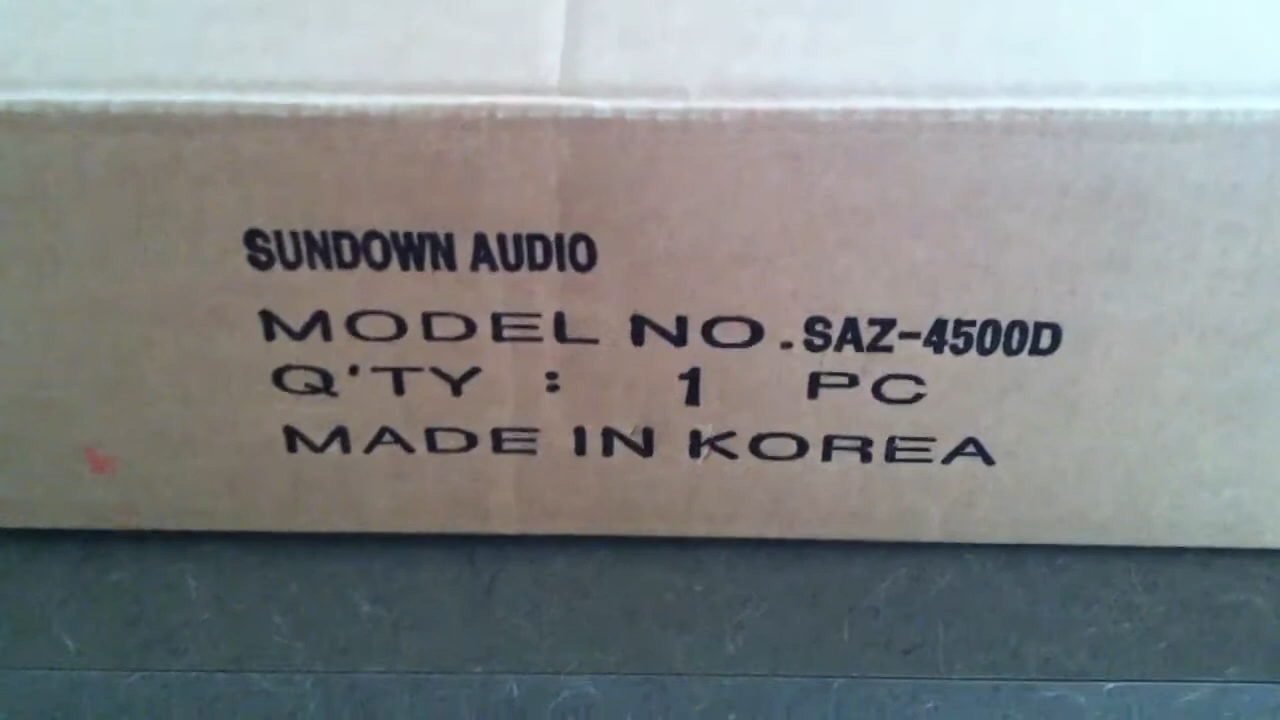 SUNDOWN AUDIO
MODEL NO.SAZ-4500D
Q'TY : 1 PC
MADE IN KOREA